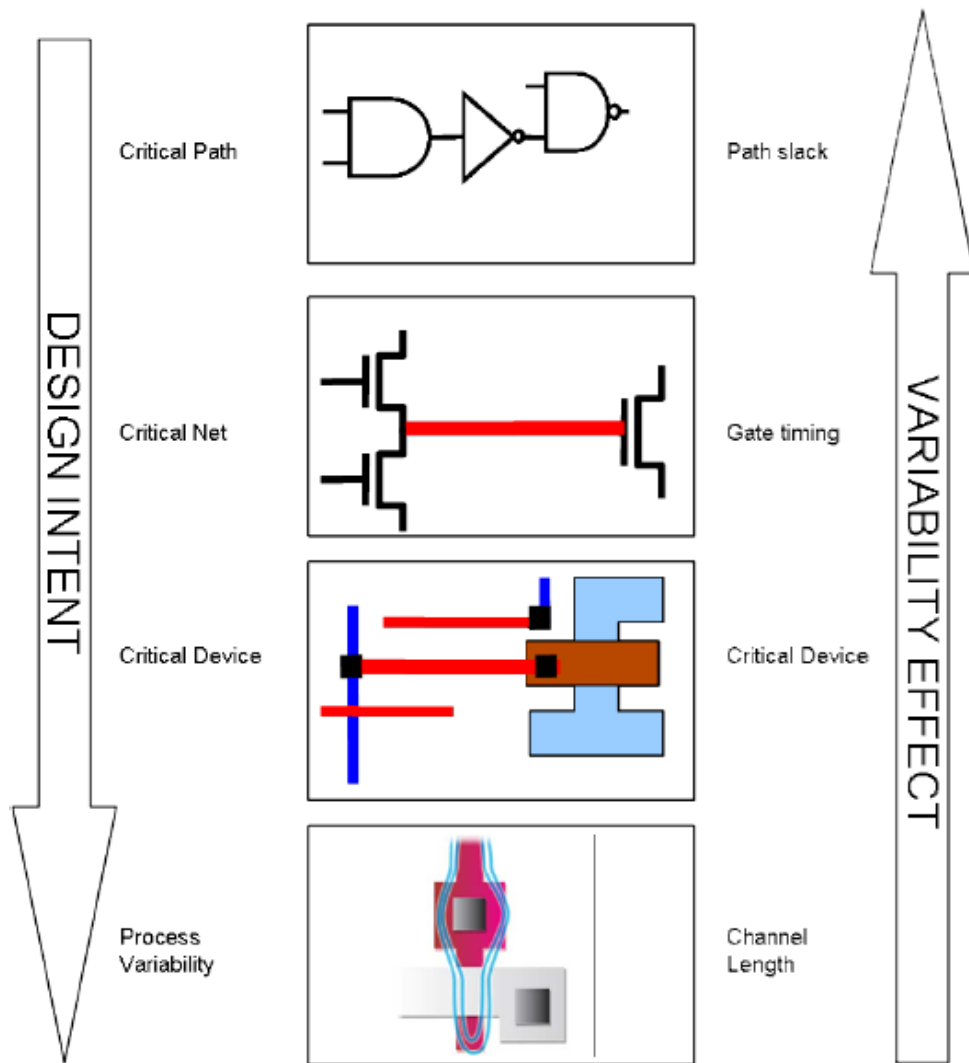 Critical Path
Path slack
DESIGN INTENT
Critical Net
Gate timing
VARIABILITY EFFECT
Critical Device
Critical Device
Process
Variability
Channel
Length